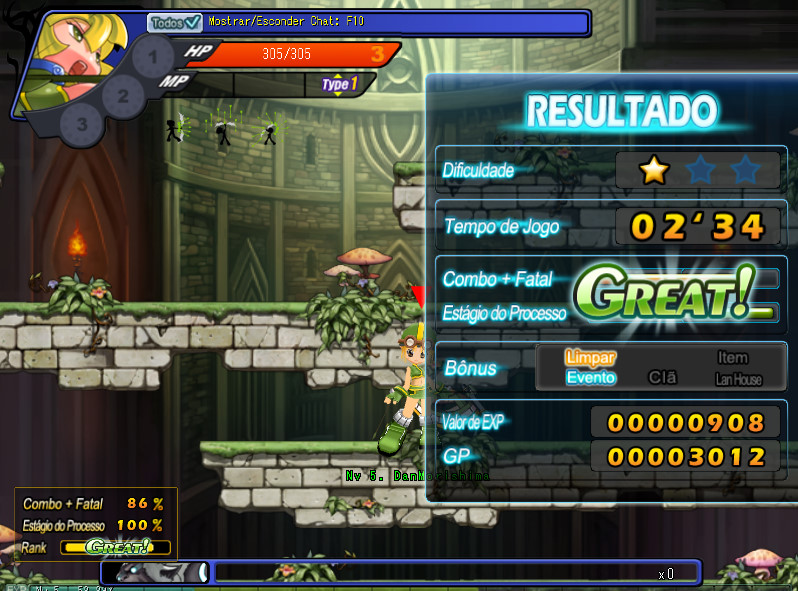 Todos Mostrar/Esconder Chat: F10
HP 305/305 3
MP Type 1
1
2
3
RESULTADO
Dificuldade
Tempo de Jogo 02‘34
Combo + Fatal
GREAT!
Estágio do Processo
Bônus Limpar Item
Evento Clã Lan House
Valor de EXP 00000908
GP 00003012
Nv 5.
Combo + Fatal 86 %
Estágio do Processo 100 %
Rank GREAT!
x0